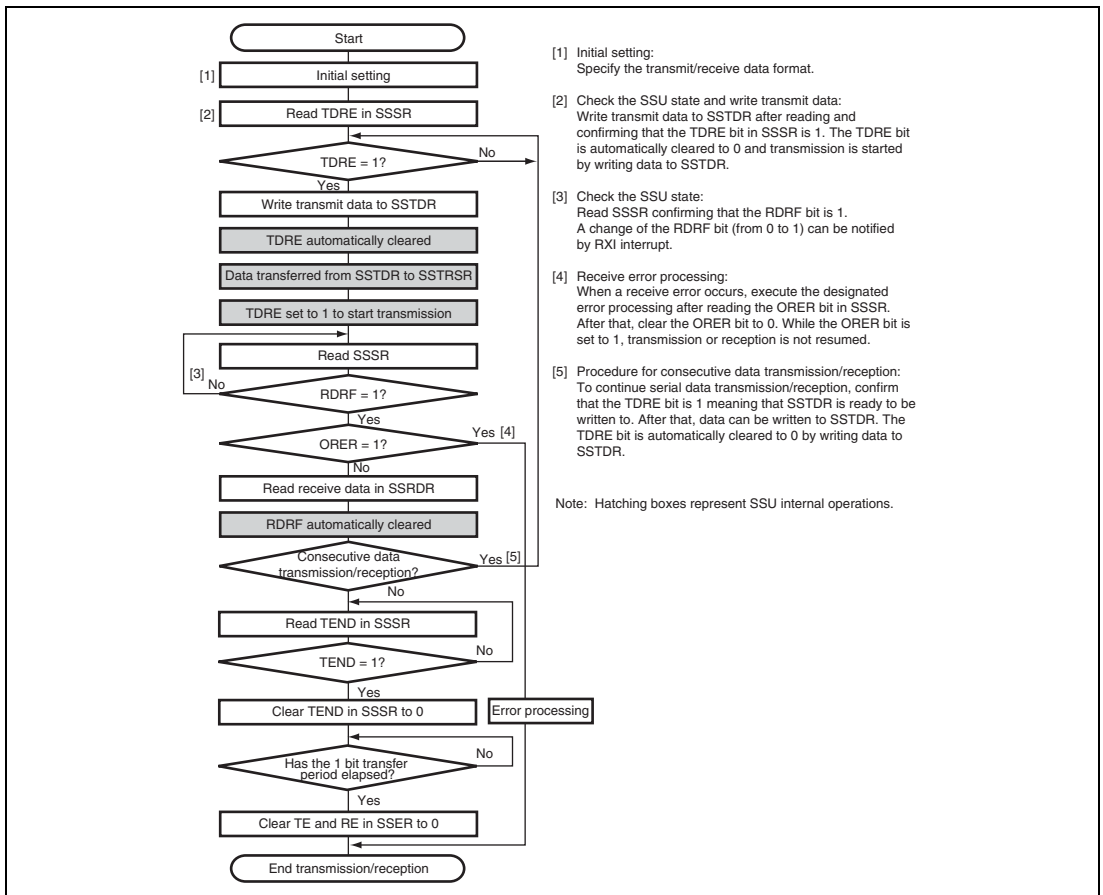 Start
[1] Initial setting
[2] Read TDRE in SSSR
TDRE = 1?
No
Yes
Write transmit data to SSTDR
TDRE automatically cleared
Data transferred from SSTDR to SSTRSR
TDRE set to 1 to start transmission
Read SSSR
[3]
No
RDRF = 1?
Yes
ORER = 1?
Yes [4]
No
Read receive data in SSRDR
RDRF automatically cleared
Consecutive data
transmission/reception?
Yes [5]
No
Read TEND in SSSR
TEND = 1?
No
Yes
Clear TEND in SSSR to 0
Error processing
Has the 1 bit transfer
period elapsed?
No
Yes
Clear TE and RE in SSER to 0
End transmission/reception
[1] Initial setting:
Specify the transmit/receive data format.
[2] Check the SSU state and write transmit data:
Write transmit data to SSTDR after reading and
confirming that the TDRE bit in SSSR is 1. The TDRE bit
is automatically cleared to 0 and transmission is started
by writing data to SSTDR.
[3] Check the SSU state:
Read SSSR confirming that the RDRF bit is 1.
A change of the RDRF bit (from 0 to 1) can be notified
by RXI interrupt.
[4] Receive error processing:
When a receive error occurs, execute the designated
error processing after reading the ORER bit in SSSR.
After that, clear the ORER bit to 0. While the ORER bit is
set to 1, transmission or reception is not resumed.
[5] Procedure for consecutive data transmission/reception:
To continue serial data transmission/reception, confirm
that the TDRE bit is 1 meaning that SSTDR is ready to be
written to. After that, data can be written to SSTDR. The
TDRE bit is automatically cleared to 0 by writing data to
SSTDR.
Note: Hatching boxes represent SSU internal operations.